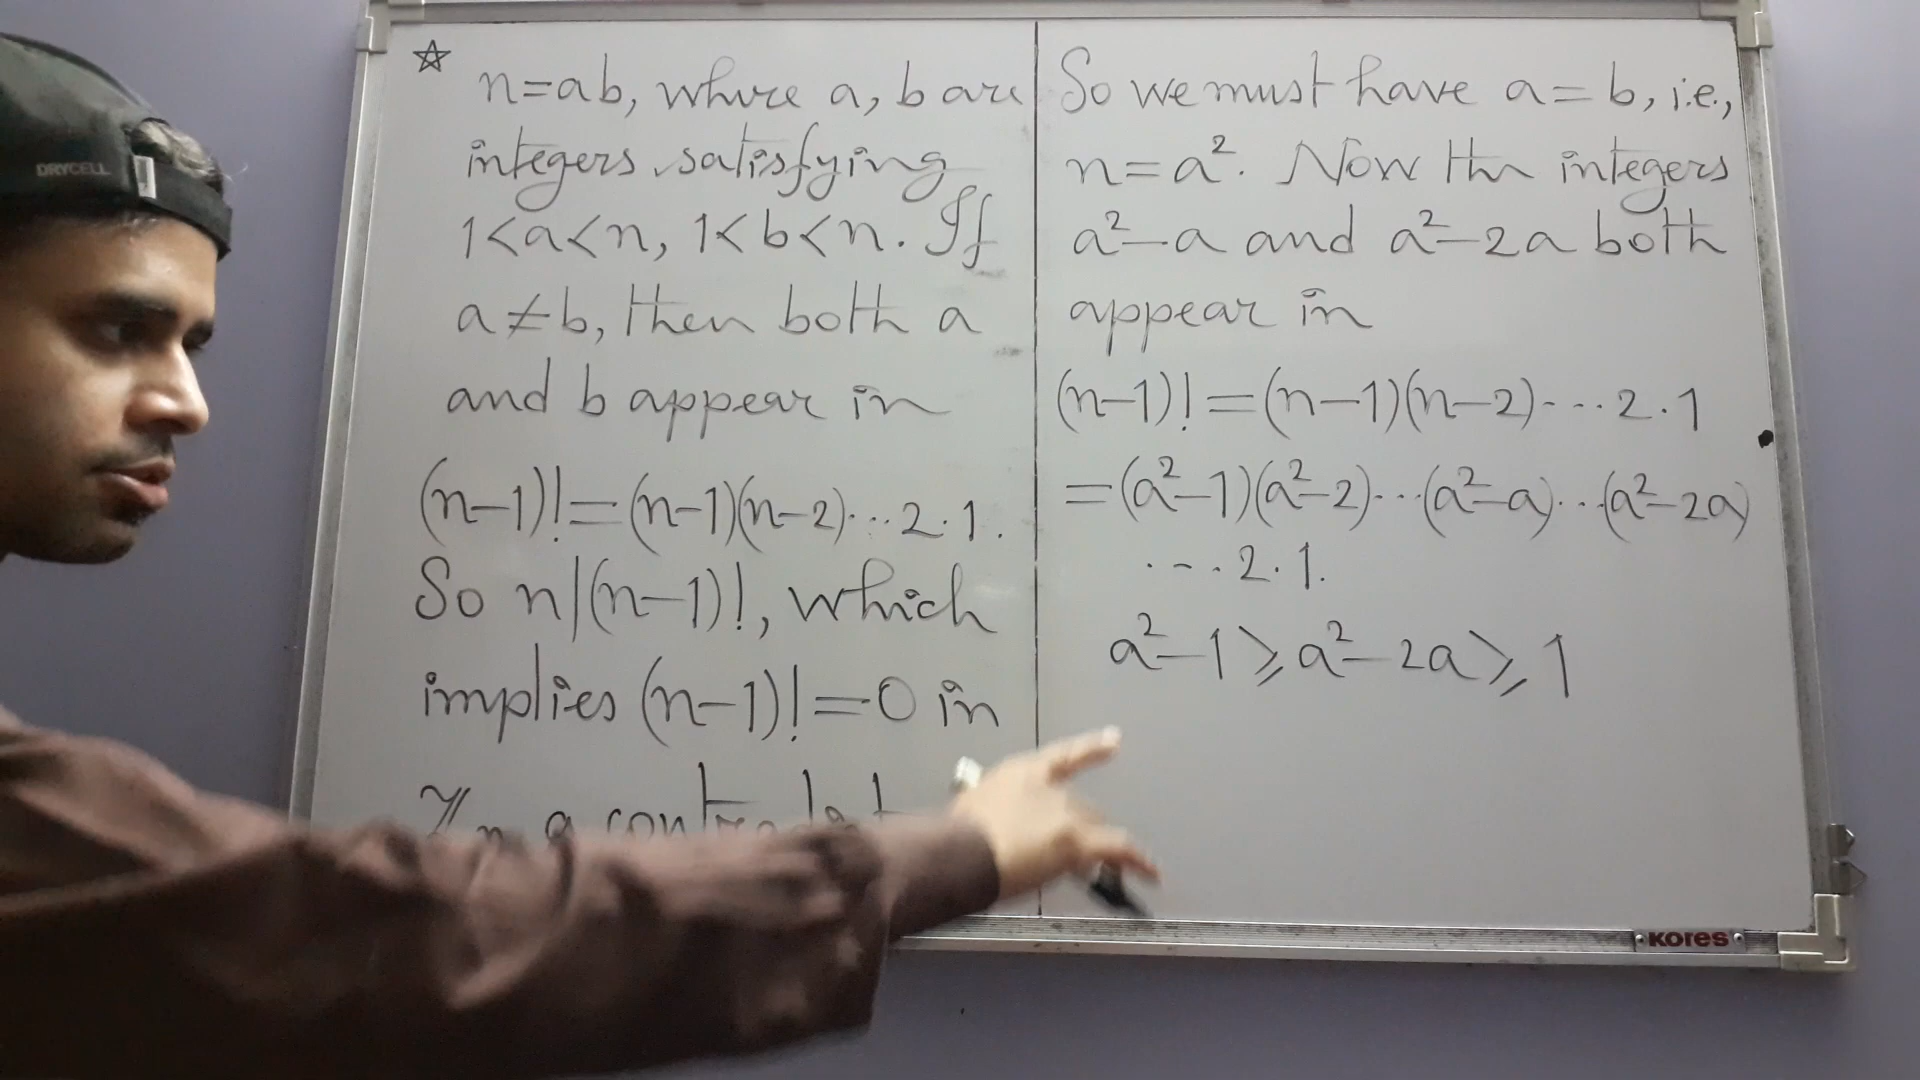 ☆
n=ab, where a, b are
integers satisfying
1<a<n, 1<b<n. If
a≠b, then both a
and b appear in
(n-1)!=(n-1)(n-2)...2.1.
So n|(n-1)!, which
implies (n-1)!=0 in
a
So we must have a=b, i.e.,
n=a². Now the integers
a²-a and a²-2a both
appear in
(n-1)!=(n-1)(n-2)...2.1
=(a²-1)(a²-2)...(a²-a)...(a²-2a)
...2.1.
a²-1⩾a²-2a⩾1
DRYCELL
KORES